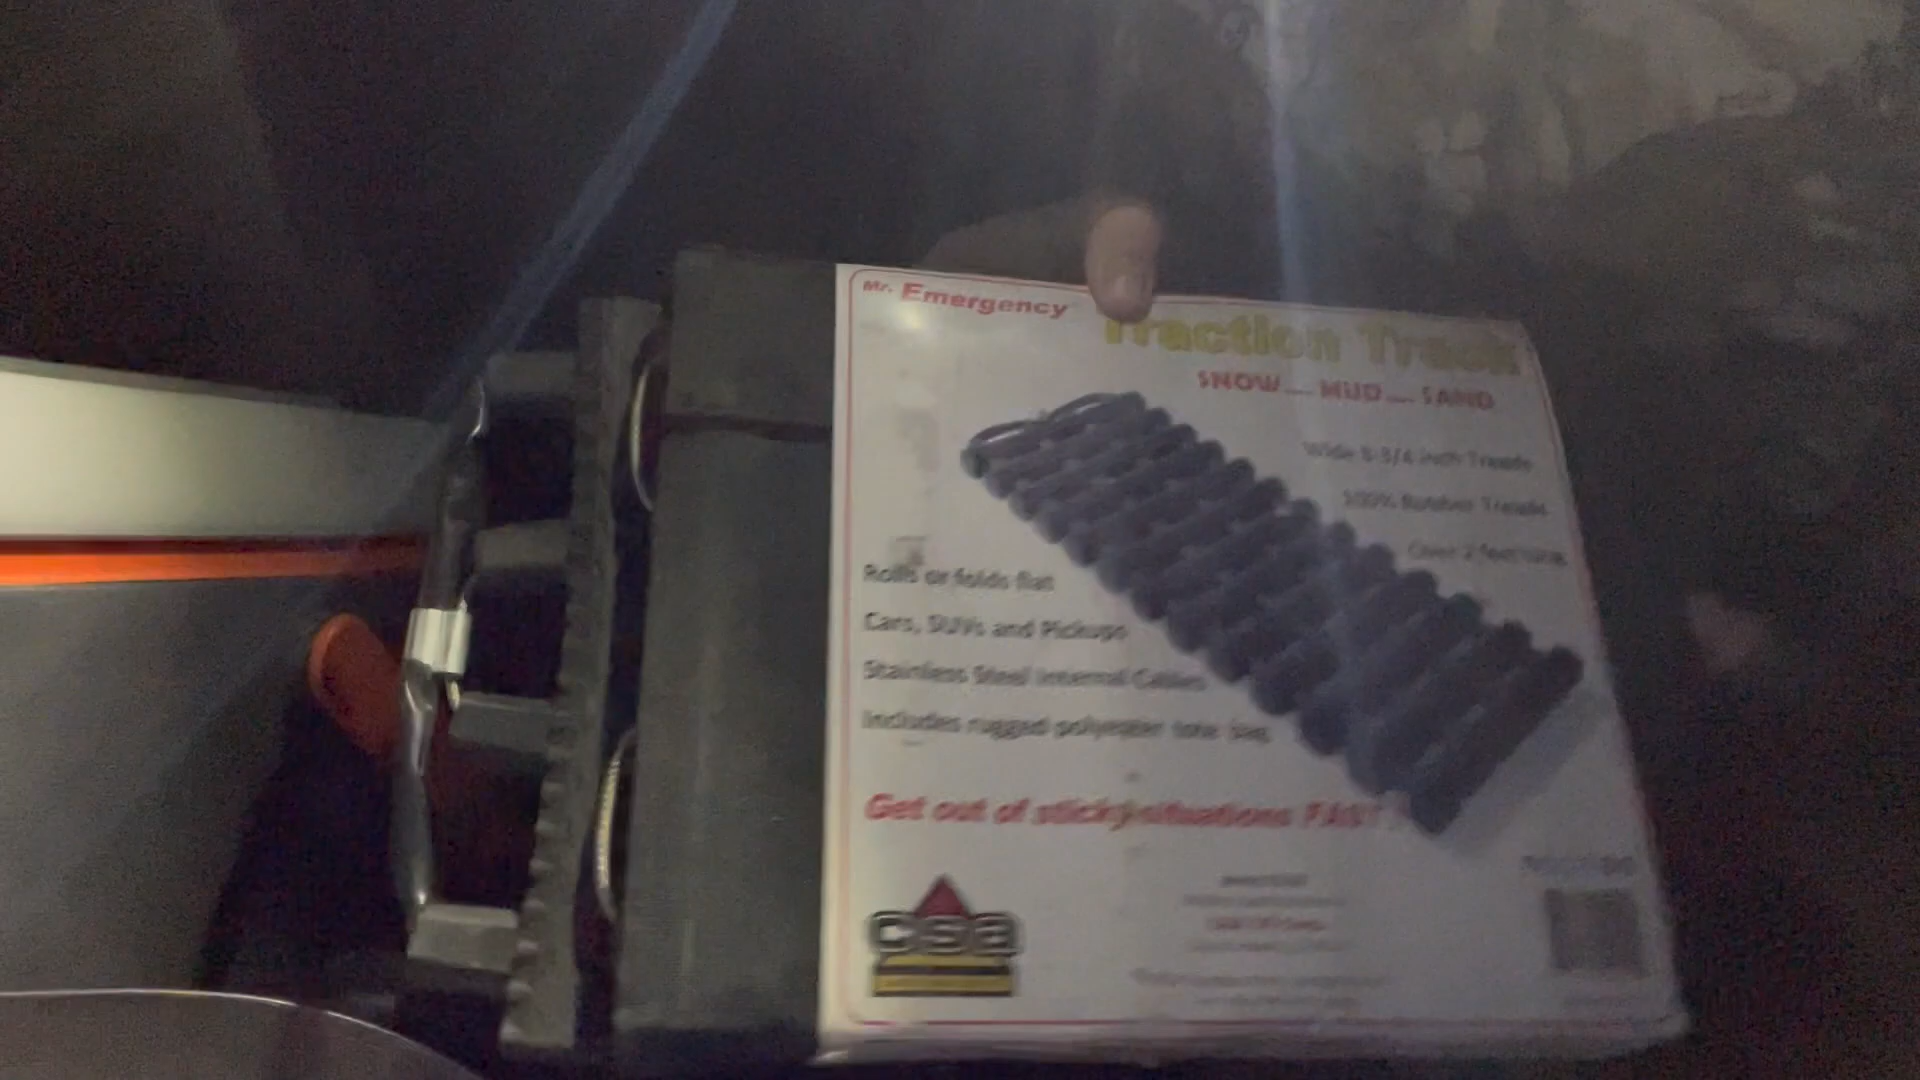 Mr. Emergency
Traction Track
SNOW... MUD... SAND
Wide 8-3/4 inch Treads
100% Rubber Treads
Over 2 feet long
Rolls or folds flat
Cars, SUVs and Pickups
Stainless Steel Internal Cables
Includes rugged polyester tote bag
Get out of sticky situations FAST
csa